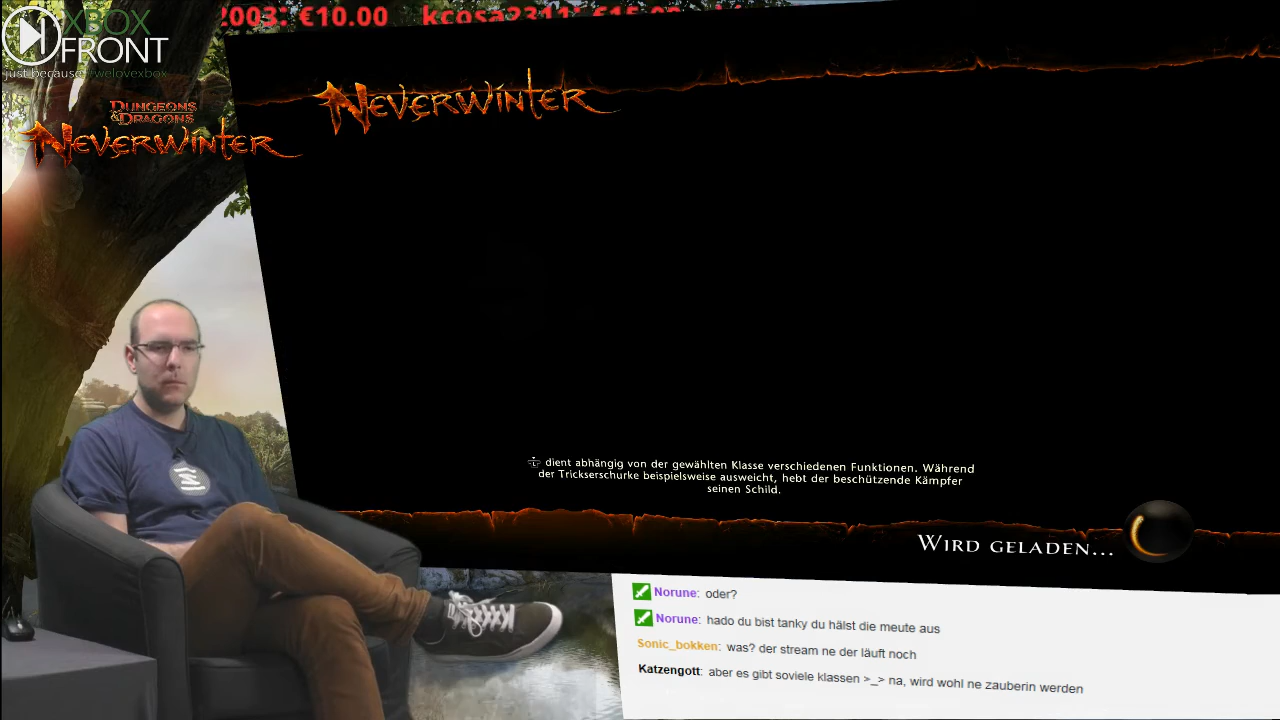 2003: €10.00 kcosa2311:
XBOX
FRONT
just because #welovexbox
DUNGEONS
& DRAGONS
NEVERWINTER
NEVERWINTER
dient abhängig von der gewählten Klasse verschiedenen Funktionen. Während
der Trickserschurke beispielsweise ausweicht, hebt der beschützende Kämpfer
seinen Schild.
WIRD GELADEN...
Norune: oder?
Norune: hado du bist tanky du hälst die meute aus
Sonic_bokken: was? der stream ne der läuft noch
Katzengott: aber es gibt soviele klassen >_> na, wird wohl ne zauberin werden